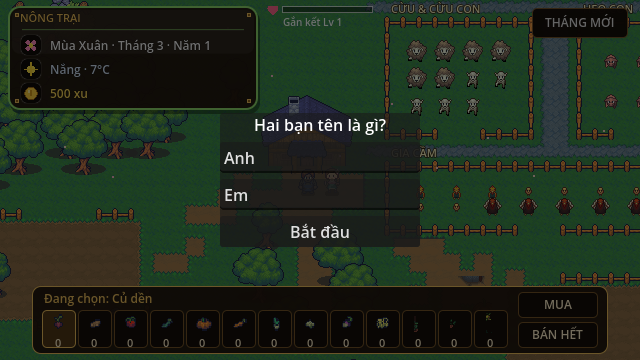 NÔNG TRẠI
Mùa Xuân · Tháng 3 · Năm 1
Nắng · 7°C
500 xu
Gắn kết Lv 1
CỪU & CỪU CON
HEO CON
THÁNG MỚI
Hai bạn tên là gì?
Anh
Em
Bắt đầu
Đang chọn: Củ dền
0 0 0 0 0 0 0 0 0 0 0 0 0
MUA
BÁN HẾT